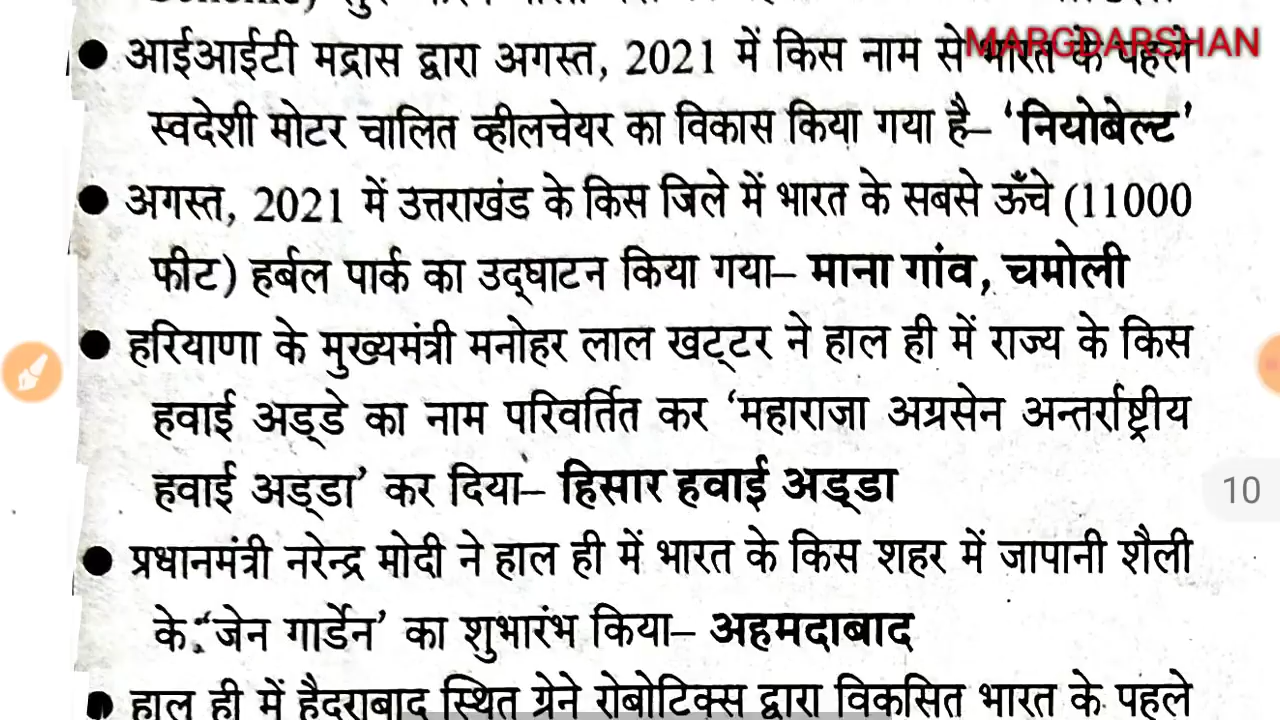 MARGDARSHAN
● आईआईटी मद्रास द्वारा अगस्त, 2021 में किस नाम से भारत के पहले
स्वदेशी मोटर चालित व्हीलचेयर का विकास किया गया है– ‘नियोबेल्ट’
● अगस्त, 2021 में उत्तराखंड के किस जिले में भारत के सबसे ऊँचे (11000
फीट) हर्बल पार्क का उद्घाटन किया गया– माना गांव, चमोली
● हरियाणा के मुख्यमंत्री मनोहर लाल खट्टर ने हाल ही में राज्य के किस
हवाई अड्डे का नाम परिवर्तित कर ‘महाराजा अग्रसेन अन्तर्राष्ट्रीय
हवाई अड्डा’ कर दिया– हिसार हवाई अड्डा
10
● प्रधानमंत्री नरेन्द्र मोदी ने हाल ही में भारत के किस शहर में जापानी शैली
के ‘जेन गार्डेन’ का शुभारंभ किया– अहमदाबाद
● हाल ही में हैदराबाद स्थित ग्रेने रोबोटिक्स द्वारा विकसित भारत के पहले